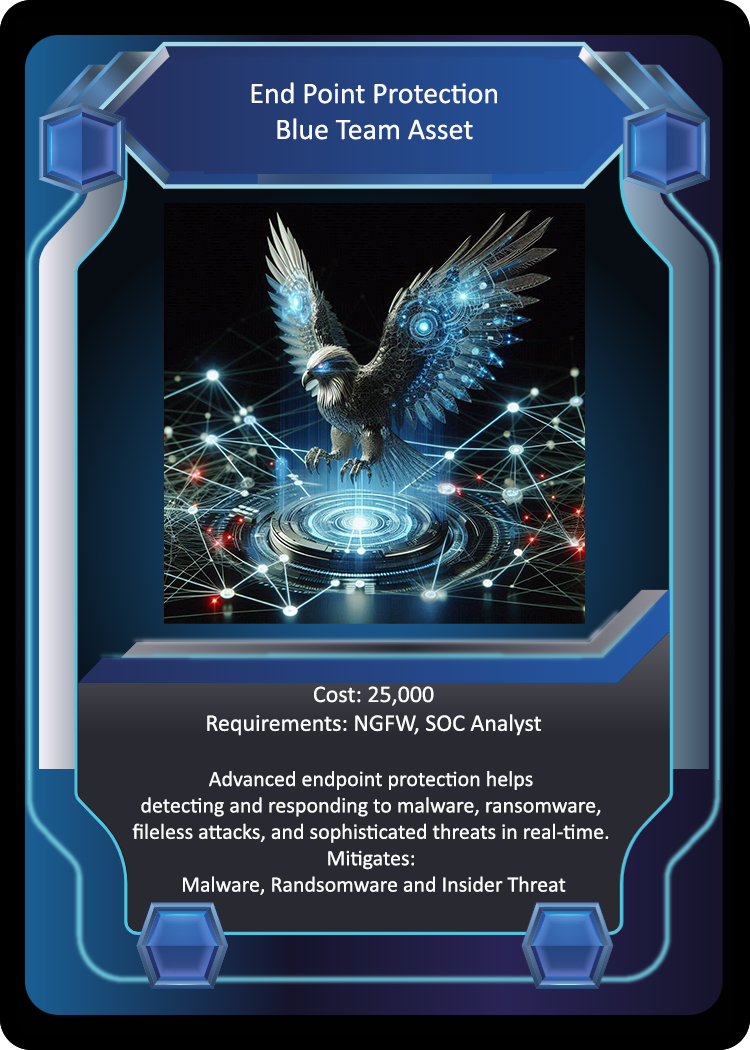 End Point Protection
Blue Team Asset
Cost: 25,000
Requirements: NGFW, SOC Analyst
Advanced endpoint protection helps
detecting and responding to malware, ransomware,
fileless attacks, and sophisticated threats in real-time.
Mitigates:
Malware, Randsomware and Insider Threat